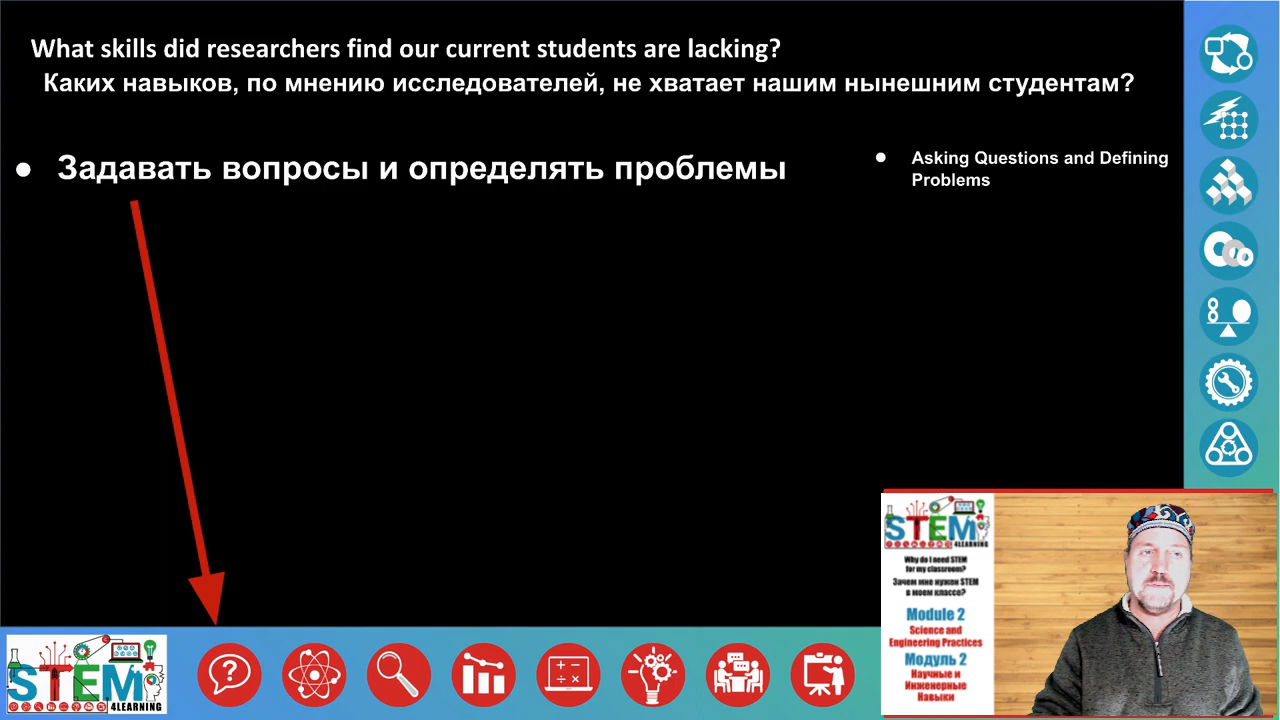 What skills did researchers find our current students are lacking?
Каких навыков, по мнению исследователей, не хватает нашим нынешним студентам?
● Задавать вопросы и определять проблемы
● Asking Questions and Defining
Problems
STEM
4LEARNING
Why do I need STEM
for my classroom?
Зачем мне нужен STEM
в моем классе?
Module 2
Science and
Engineering Practices
Модуль 2
Научные и
Инженерные
Навыки
STEM
4LEARNING